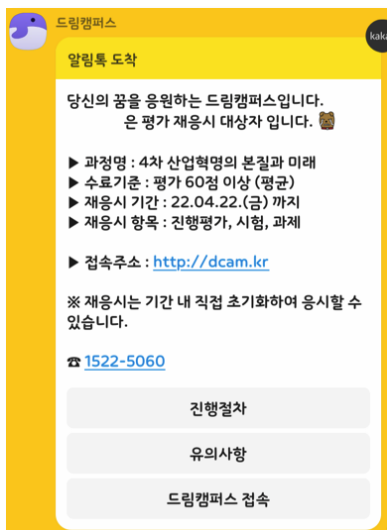 드림캠퍼스
kaka
알림톡 도착
당신의 꿈을 응원하는 드림캠퍼스입니다.
은 평가 재응시 대상자 입니다.
▶ 과정명 : 4차 산업혁명의 본질과 미래
▶ 수료기준 : 평가 60점 이상 (평균)
▶ 재응시 기간 : 22.04.22.(금) 까지
▶ 재응시 항목 : 진행평가, 시험, 과제
▶ 접속주소 : http://dcam.kr
※ 재응시는 기간 내 직접 초기화하여 응시할 수
있습니다.
☎ 1522-5060
진행절차
유의사항
드림캠퍼스 접속